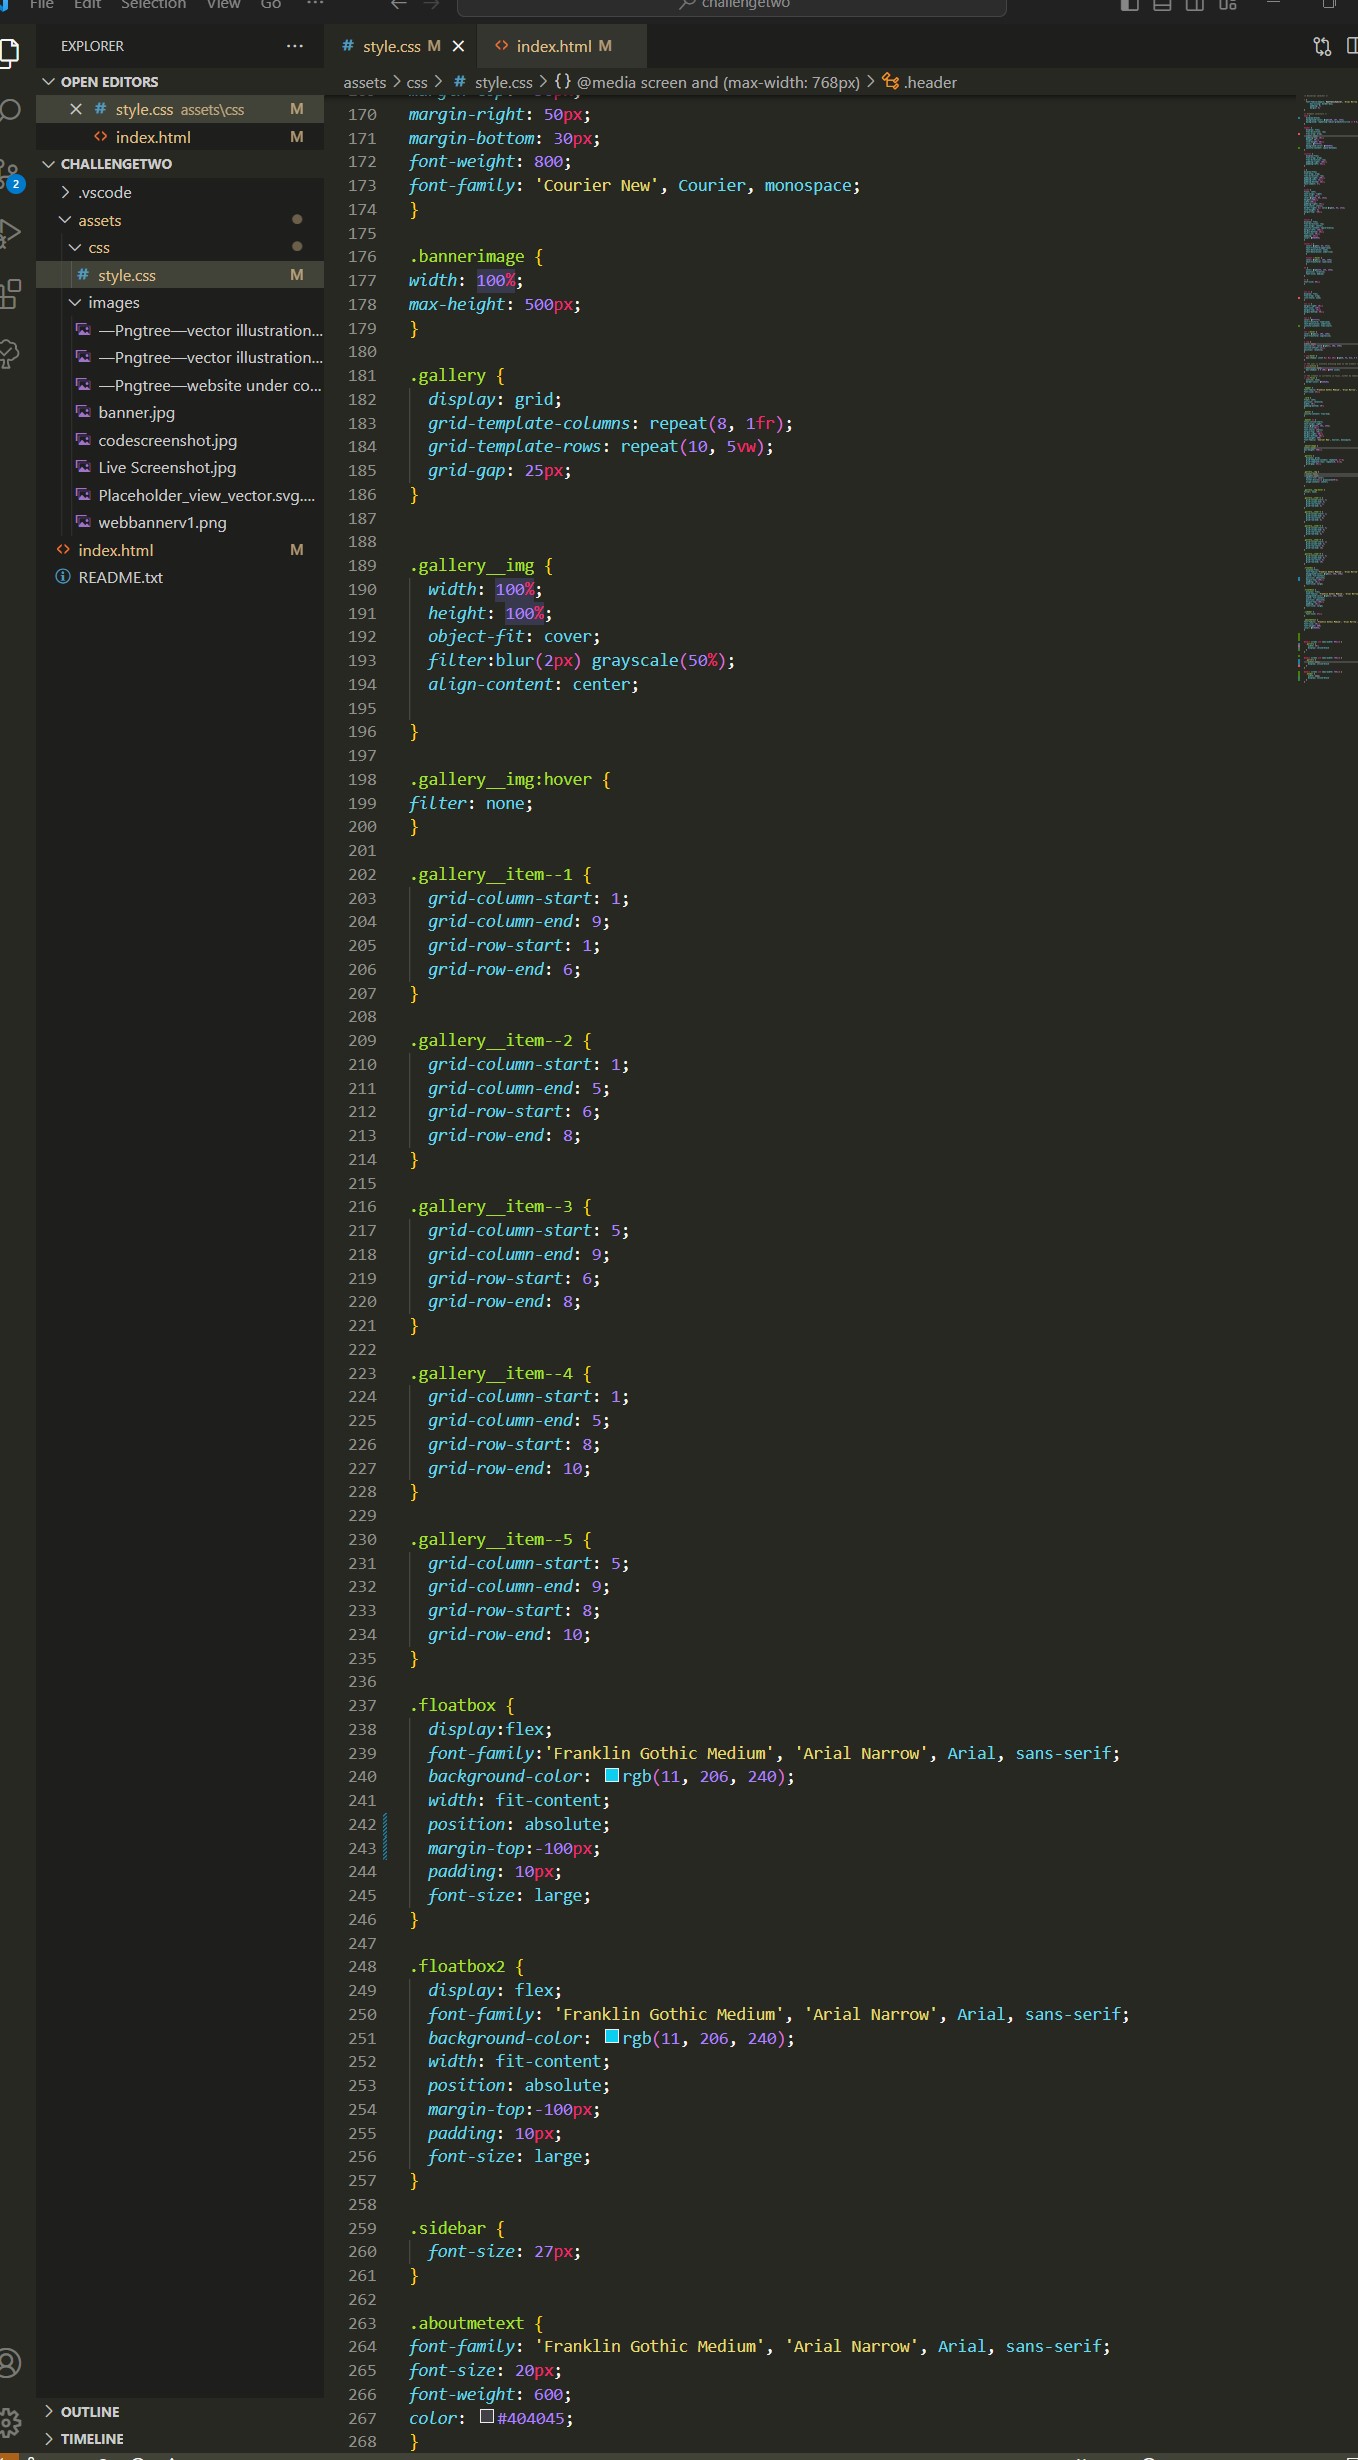 File Edit Selection View Go ··· challengetwo
EXPLORER ···
OPEN EDITORS
style.css assets\css M
index.html
CHALLENGETWO
.vscode
assets
css
style.css M
images
—Pngtree—vector illustration...
—Pngtree—vector illustration...
—Pngtree—website under co...
banner.jpg
codescreenshot.jpg
Live Screenshot.jpg
Placeholder_view_vector.svg....
webbannerv1.png
index.html M
README.txt
OUTLINE
TIMELINE
2
# style.css M index.html M
assets > css > # style.css > {} @media screen and (max-width: 768px) > .header
170 margin-right: 50px;
171 margin-bottom: 30px;
172 font-weight: 800;
173 font-family: 'Courier New', Courier, monospace;
174 }
175
176 .bannerimage {
177 width: 100%;
178 max-height: 500px;
179 }
180
181 .gallery {
182 display: grid;
183 grid-template-columns: repeat(8, 1fr);
184 grid-template-rows: repeat(10, 5vw);
185 grid-gap: 25px;
186 }
187
188
189 .gallery__img {
190 width: 100%;
191 height: 100%;
192 object-fit: cover;
193 filter:blur(2px) grayscale(50%);
194 align-content: center;
195
196 }
197
198 .gallery__img:hover {
199 filter: none;
200 }
201
202 .gallery__item--1 {
203 grid-column-start: 1;
204 grid-column-end: 9;
205 grid-row-start: 1;
206 grid-row-end: 6;
207 }
208
209 .gallery__item--2 {
210 grid-column-start: 1;
211 grid-column-end: 5;
212 grid-row-start: 6;
213 grid-row-end: 8;
214 }
215
216 .gallery__item--3 {
217 grid-column-start: 5;
218 grid-column-end: 9;
219 grid-row-start: 6;
220 grid-row-end: 8;
221 }
222
223 .gallery__item--4 {
224 grid-column-start: 1;
225 grid-column-end: 5;
226 grid-row-start: 8;
227 grid-row-end: 10;
228 }
229
230 .gallery__item--5 {
231 grid-column-start: 5;
232 grid-column-end: 9;
233 grid-row-start: 8;
234 grid-row-end: 10;
235 }
236
237 .floatbox {
238 display:flex;
239 font-family:'Franklin Gothic Medium', 'Arial Narrow', Arial, sans-serif;
240 background-color: rgb(11, 206, 240);
241 width: fit-content;
242 position: absolute;
243 margin-top:-100px;
244 padding: 10px;
245 font-size: large;
246 }
247
248 .floatbox2 {
249 display: flex;
250 font-family: 'Franklin Gothic Medium', 'Arial Narrow', Arial, sans-serif;
251 background-color: rgb(11, 206, 240);
252 width: fit-content;
253 position: absolute;
254 margin-top:-100px;
255 padding: 10px;
256 font-size: large;
257 }
258
259 .sidebar {
260 font-size: 27px;
261 }
262
263 .aboutmetext {
264 font-family: 'Franklin Gothic Medium', 'Arial Narrow', Arial, sans-serif;
265 font-size: 20px;
266 font-weight: 600;
267 color: #404045;
268 }